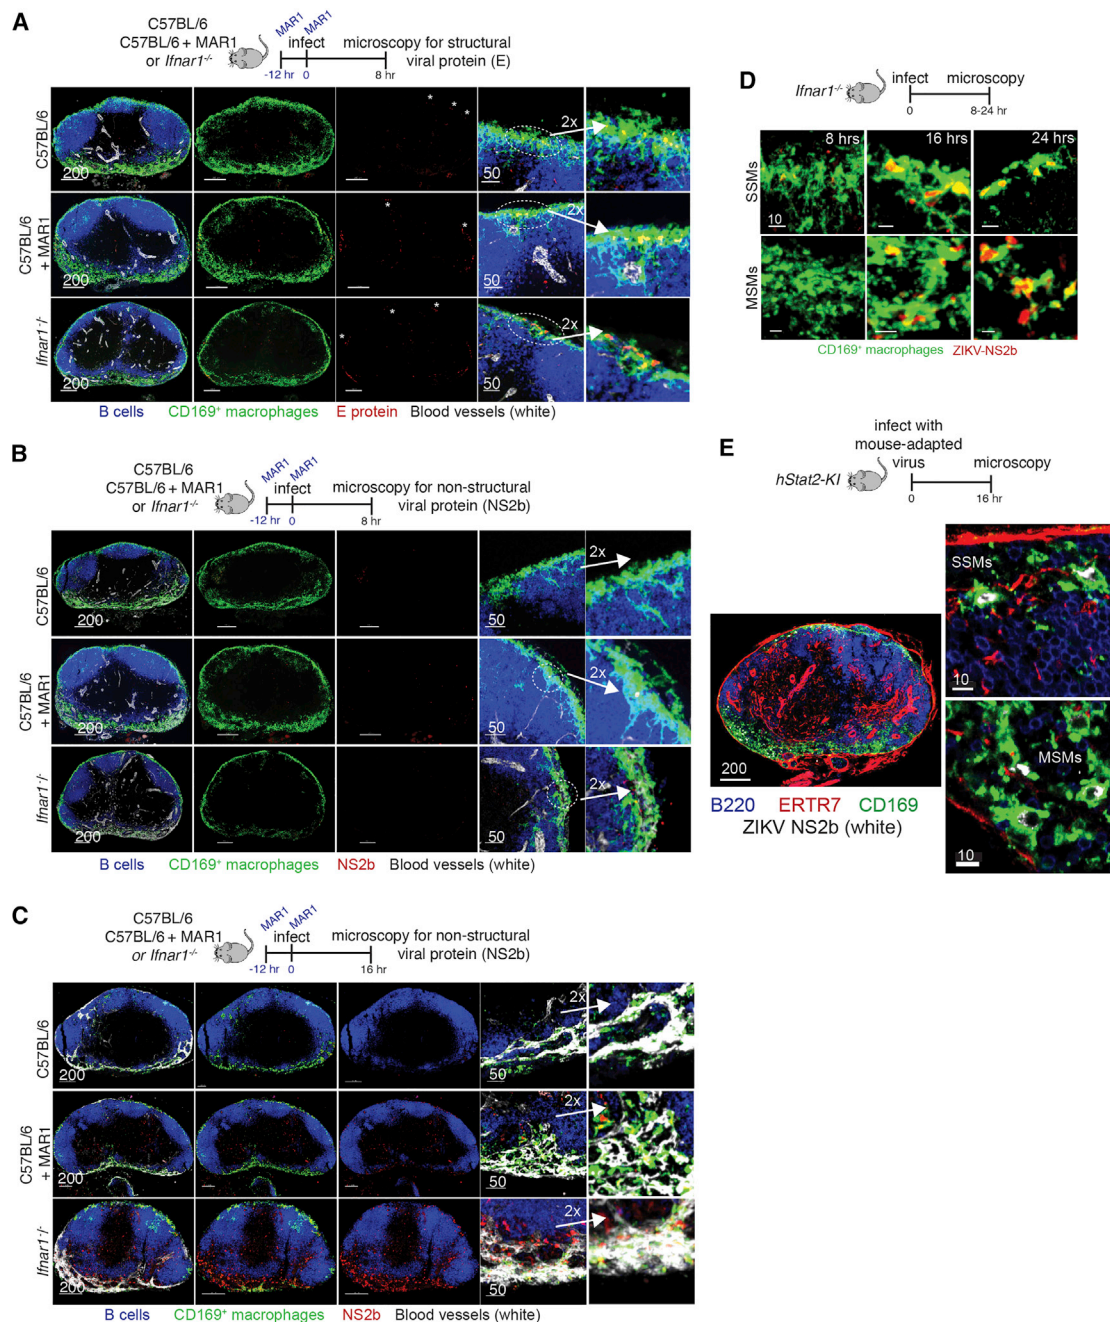 A
C57BL/6
C57BL/6 + MAR1
or Ifnar1-/-
MAR1
MAR1
infect
-12 hr
0
8 hr
microscopy for structural
viral protein (E)
C57BL/6
200
*
*
*
50
2x
C57BL/6
+ MAR1
200
*
*
50
2x
Ifnar1-/-
200
*
*
*
50
2x
B cells CD169+ macrophages E protein Blood vessels (white)
B
C57BL/6
C57BL/6 + MAR1
or Ifnar1-/-
MAR1
MAR1
infect
-12 hr
0
8 hr
microscopy for non-structural
viral protein (NS2b)
C57BL/6
200
50
2x
C57BL/6
+ MAR1
200
50
2x
Ifnar1-/-
200
50
2x
B cells CD169+ macrophages NS2b Blood vessels (white)
C
C57BL/6
C57BL/6 + MAR1
or Ifnar1-/-
MAR1
MAR1
infect
-12 hr
0
16 hr
microscopy for non-structural
viral protein (NS2b)
C57BL/6
200
50
2x
C57BL/6
+ MAR1
200
50
2x
Ifnar1-/-
200
50
2x
B cells CD169+ macrophages NS2b Blood vessels (white)
D
Ifnar1-/-
infect
microscopy
0
8-24 hr
8 hrs
16 hrs
24 hrs
SSMs
10
MSMs
CD169+ macrophages ZIKV-NS2b
E
hStat2-KI
infect with
mouse-adapted
virus
microscopy
0
16 hr
200
B220 ERTR7 CD169
ZIKV NS2b (white)
SSMs
10
MSMs
10